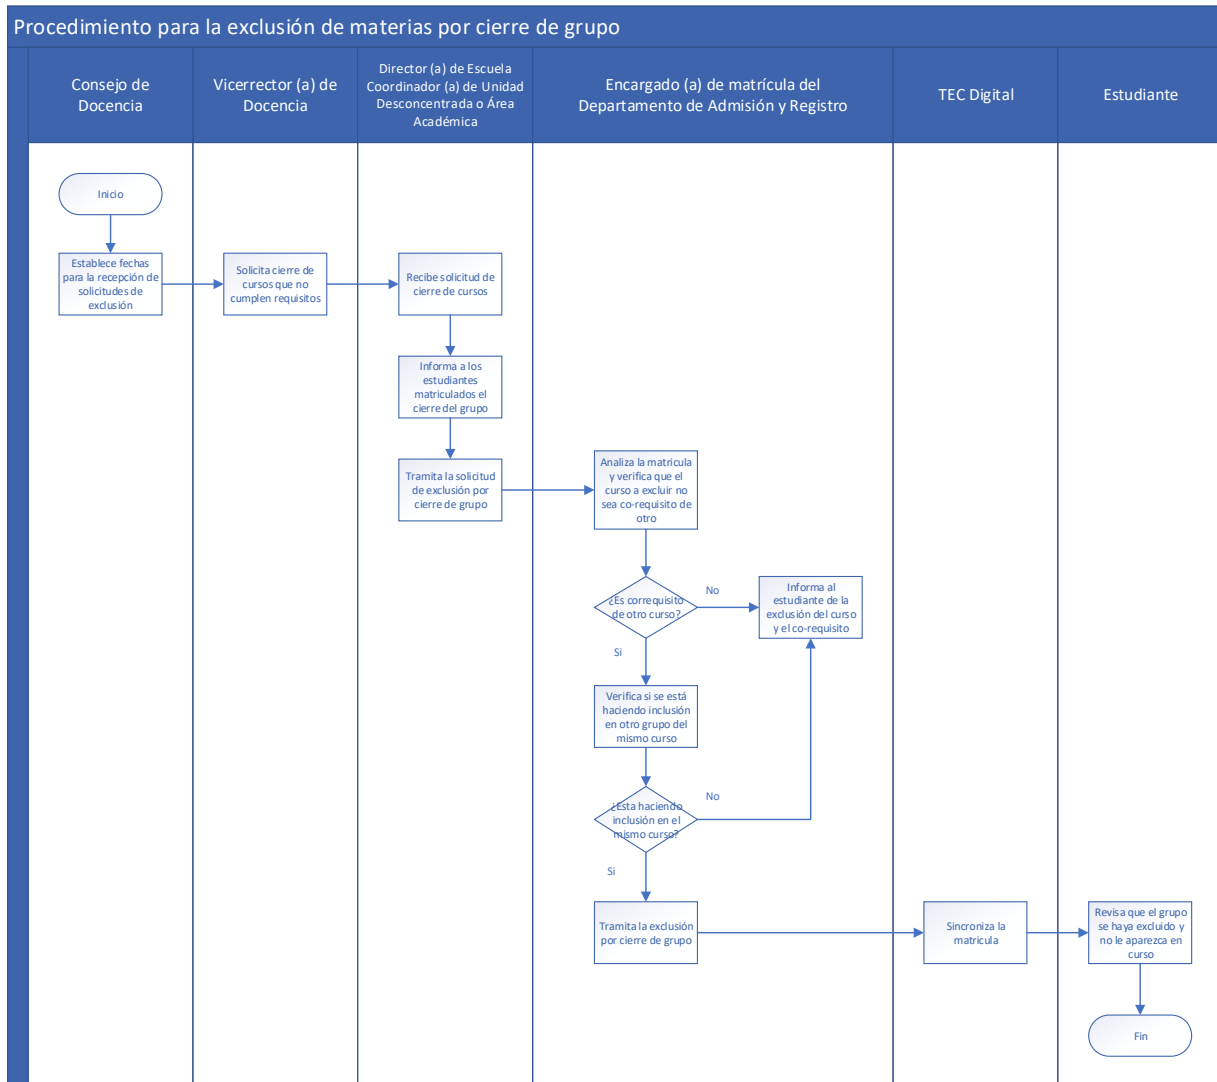 Procedimiento para la exclusión de materias por cierre de grupo
Consejo de
Docencia
Vicerrector (a) de
Docencia
Director (a) de Escuela
Coordinador (a) de Unidad
Desconcentrada o Área
Académica
Encargado (a) de matrícula del
Departamento de Admisión y Registro
TEC Digital
Estudiante
Inicio
Establece fechas
para la recepción de
solicitudes de
exclusión
Solicita cierre de
cursos que no
cumplen requisitos
Recibe solicitud de
cierre de cursos
Informa a los
estudiantes
matriculados el
cierre del grupo
Tramita la solicitud
de exclusión por
cierre de grupo
Analiza la matricula
y verifica que el
curso a excluir no
sea co-requisito de
otro
¿Es correquisito
de otro curso?
No
Informa al
estudiante de la
exclusión del curso
y el co-requisito
Si
Verifica si se está
haciendo inclusión
en otro grupo del
mismo curso
¿Esta haciendo
inclusión en el
mismo curso?
No
Si
Tramita la exclusión
por cierre de grupo
Sincroniza la
matricula
Revisa que el grupo
se haya excluido y
no le aparezca en
curso
Fin